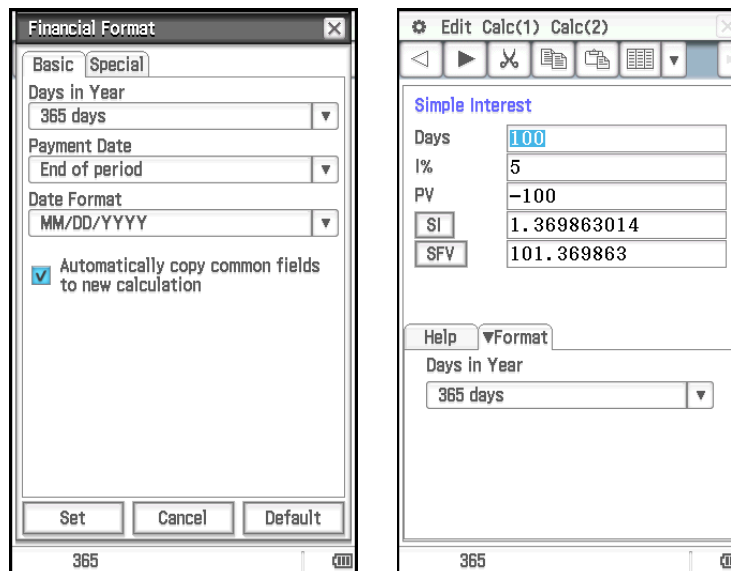 Financial Format
Basic Special
Days in Year
365 days
Payment Date
End of period
Date Format
MM/DD/YYYY
Automatically copy common fields
to new calculation
Set Cancel Default
365
Edit Calc(1) Calc(2)
Simple Interest
Days 100
I% 5
PV -100
SI 1.369863014
SFV 101.369863
Help ▼Format
Days in Year
365 days
365